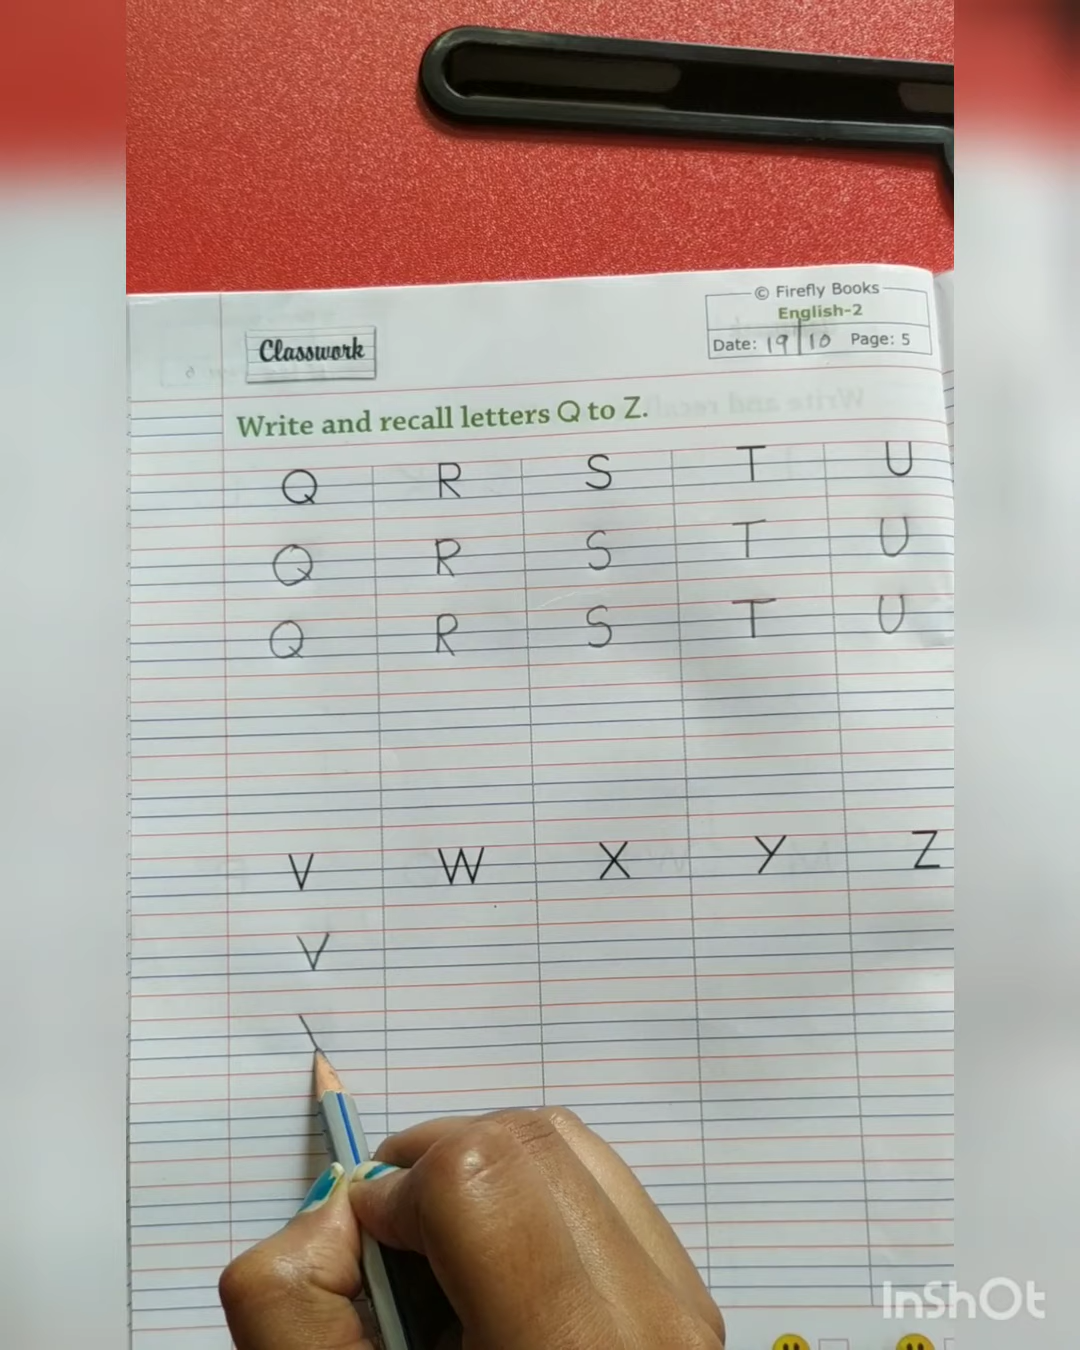 © Firefly Books
English-2
Classwork
Date: 19/10 Page: 5
Write and recall letters Q to Z.
Q R S T U
Q R S T U
Q R S T U
V W X Y Z
V
InShOt